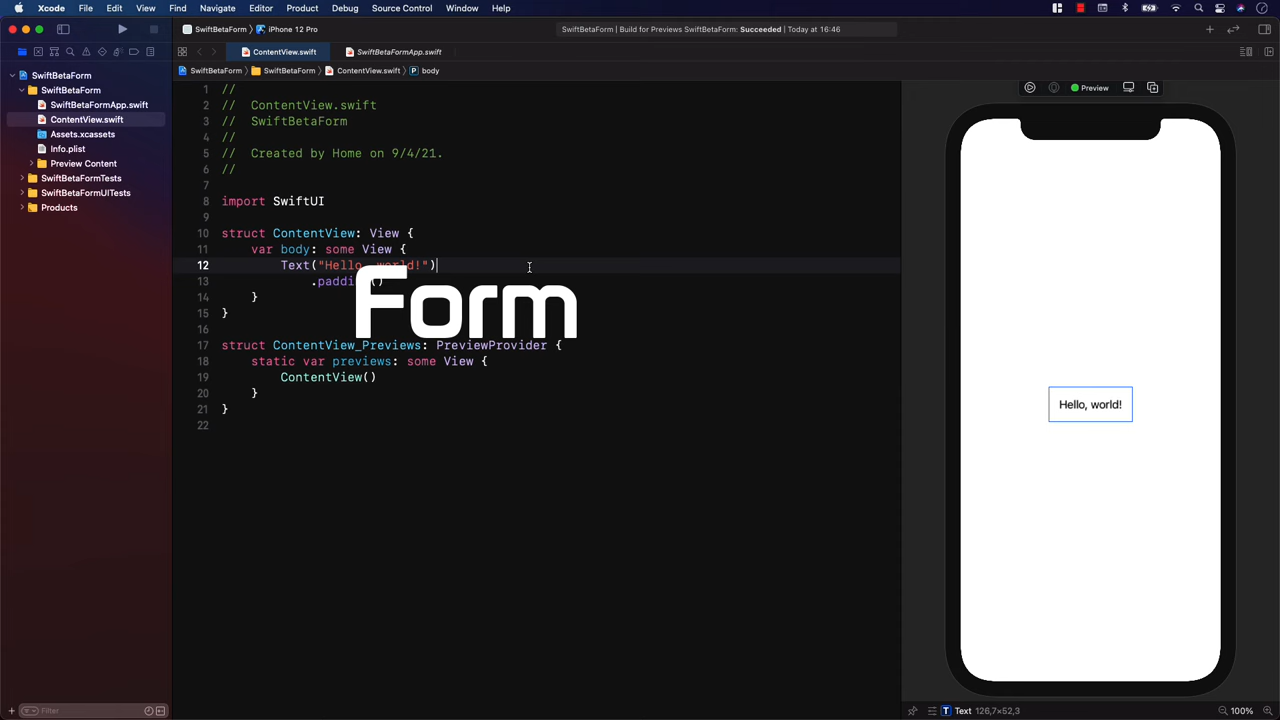 Xcode File Edit View Find Navigate Editor Product Debug Source Control Window Help
SwiftBetaForm iPhone 12 Pro SwiftBetaForm | Build for Previews SwiftBetaForm: Succeeded | Today at 16:46
ContentView.swift SwiftBetaFormApp.swift
SwiftBetaForm SwiftBetaForm ContentView.swift P body
SwiftBetaForm
SwiftBetaForm
SwiftBetaFormApp.swift
ContentView.swift
Assets.xcassets
Info.plist
Preview Content
SwiftBetaFormTests
SwiftBetaFormUITests
Products
Filter
1 //
2 // ContentView.swift
3 // SwiftBetaForm
4 //
5 // Created by Home on 9/4/21.
6 //
7
8 import SwiftUI
9
10 struct ContentView: View {
11 var body: some View {
12 Text("Hello, world!")
13 .padding()
14 }
15 }
16
17 struct ContentView_Previews: PreviewProvider {
18 static var previews: some View {
19 ContentView()
20 }
21 }
22
Form
Preview
Hello, world!
T Text 126,7×52,3 100%